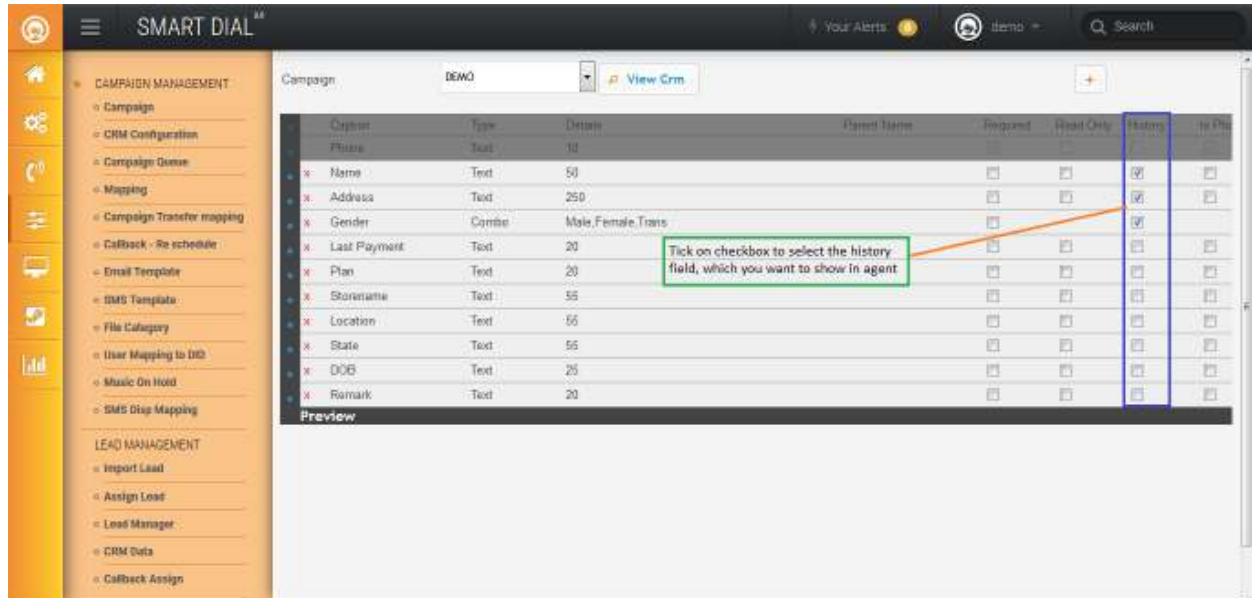 SMART DIAL
Your Alerts
demo
Search
CAMPAIGN MANAGEMENT
Campaign
CRM Configuration
Campaign Queue
Mapping
Campaign Transfer mapping
Callback - Re schedule
Email Template
SMS Template
File Category
User Mapping to DID
Music On Hold
SMS Disp Mapping
LEAD MANAGEMENT
Import Lead
Assign Lead
Lead Manager
CRM Data
Callback Assign
Campaign DEMO View Crm +
Caption Type Details Parent Name Required Read Only History Is Pho
Phone Text 10
x Name Text 50
x Address Text 250
x Gender Combo Male,Female,Trans
x Last Payment Text 20
x Plan Text 20
x Storename Text 55
x Location Text 55
x State Text 55
x DOB Text 25
x Remark Text 20
Preview
Tick on checkbox to select the history
field, which you want to show in agent